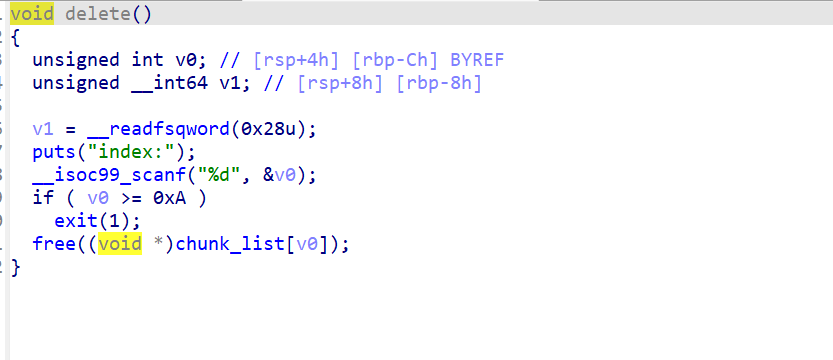 void delete()
{
unsigned int v0; // [rsp+4h] [rbp-Ch] BYREF
unsigned __int64 v1; // [rsp+8h] [rbp-8h]
v1 = __readfsqword(0x28u);
puts("index:");
__isoc99_scanf("%d", &v0);
if ( v0 >= 0xA )
exit(1);
free((void *)chunk_list[v0]);
}